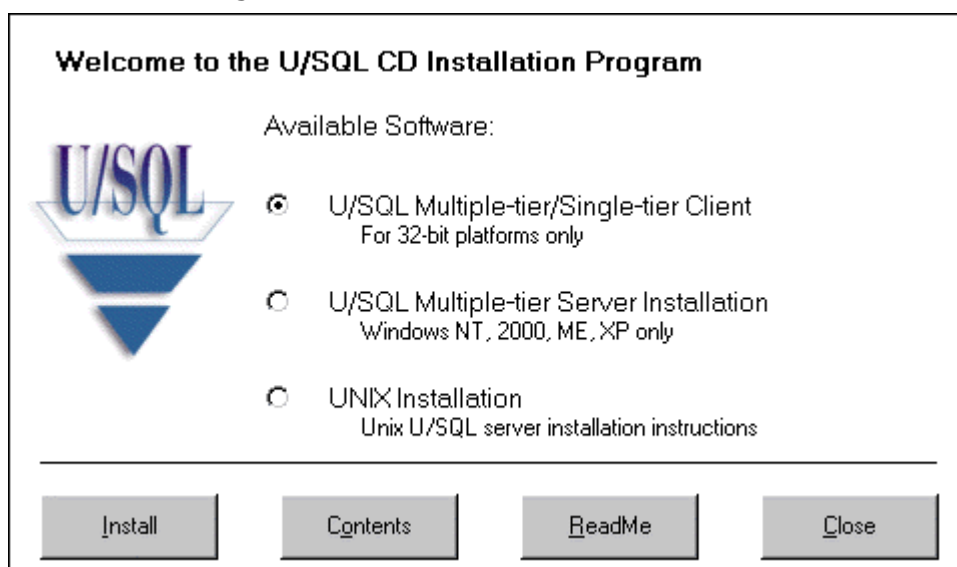 Welcome to the U/SQL CD Installation Program
Available Software:
U/SQL
U/SQL Multiple-tier/Single-tier Client
For 32-bit platforms only
U/SQL Multiple-tier Server Installation
Windows NT, 2000, ME, XP only
UNIX Installation
Unix U/SQL server installation instructions
Install
Contents
ReadMe
Close